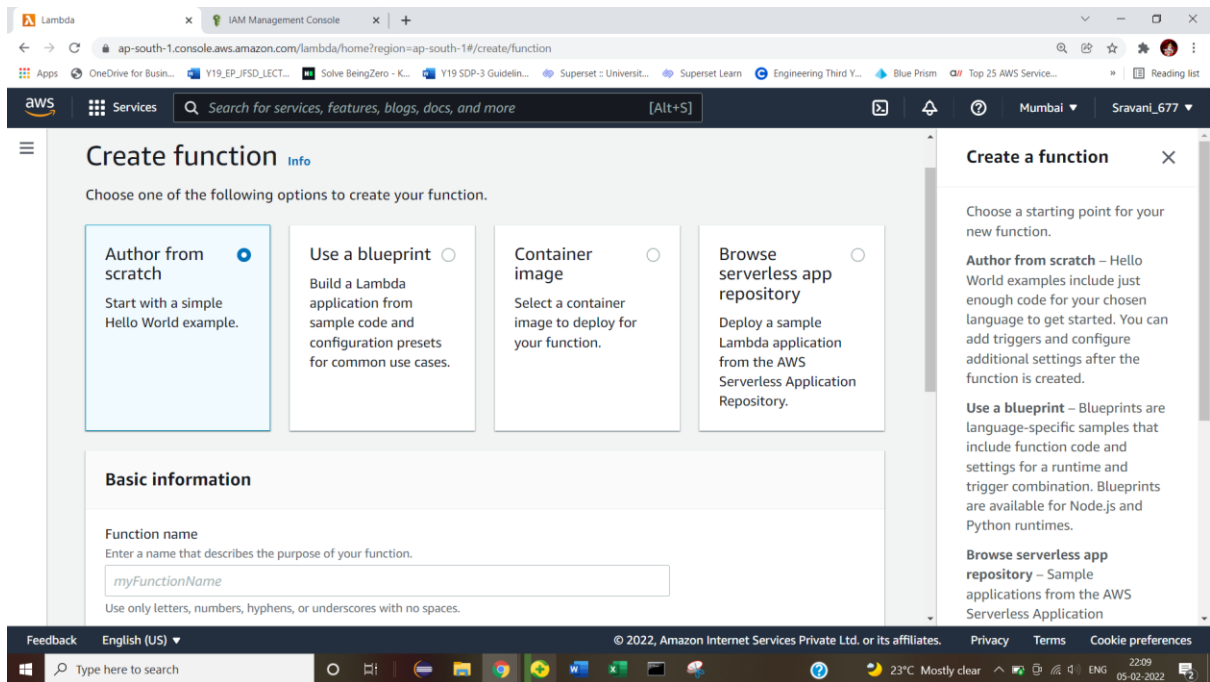 Lambda
IAM Management Console
ap-south-1.console.aws.amazon.com/lambda/home?region=ap-south-1#/create/function
Apps OneDrive for Busin... Y19_EP_JFSD_LECT... Solve BeingZero - K... Y19 SDP-3 Guidelin... Superset :: Universit... Superset Learn Engineering Third Y... Blue Prism Top 25 AWS Service... » Reading list
aws Services Search for services, features, blogs, docs, and more [Alt+S] Mumbai ▼ Sravani_677 ▼
Create function Info
Choose one of the following options to create your function.
Author from
scratch
Start with a simple
Hello World example.
Use a blueprint
Build a Lambda
application from
sample code and
configuration presets
for common use cases.
Container
image
Select a container
image to deploy for
your function.
Browse
serverless app
repository
Deploy a sample
Lambda application
from the AWS
Serverless Application
Repository.
Basic information
Function name
Enter a name that describes the purpose of your function.
myFunctionName
Use only letters, numbers, hyphens, or underscores with no spaces.
Create a function
Choose a starting point for your
new function.
Author from scratch – Hello
World examples include just
enough code for your chosen
language to get started. You can
add triggers and configure
additional settings after the
function is created.
Use a blueprint – Blueprints are
language-specific samples that
include function code and
settings for a runtime and
trigger combination. Blueprints
are available for Node.js and
Python runtimes.
Browse serverless app
repository – Sample
applications from the AWS
Serverless Application
Feedback English (US) ▼ © 2022, Amazon Internet Services Private Ltd. or its affiliates. Privacy Terms Cookie preferences
Type here to search 23°C Mostly clear ENG 22:09
05-02-2022
2